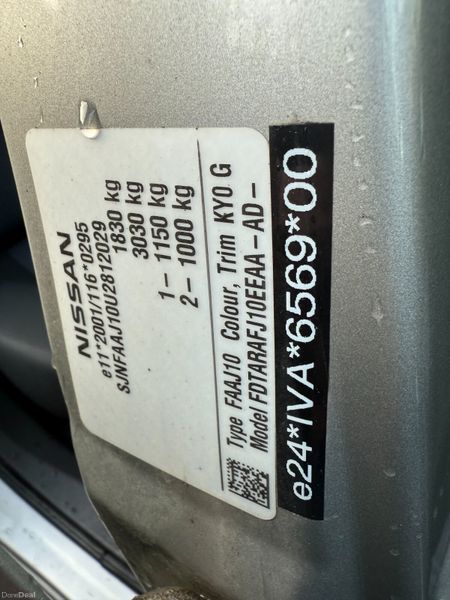 NISSAN
e11*2001/116*0295
SJNFAAJ10U2812029
1830 kg
3030 kg
1- 1150 kg
2- 1000 kg
Type FAAJ10 Colour, Trim KY0 G
Model FDTARAFJ10EEAA-AD-
e24*IVA*6569*00
DoneDeal